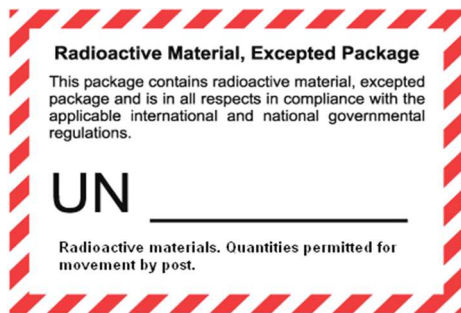 Radioactive Material, Excepted Package
This package contains radioactive material, excepted
package and is in all respects in compliance with the
applicable international and national governmental
regulations.
UN
Radioactive materials. Quantities permitted for
movement by post.